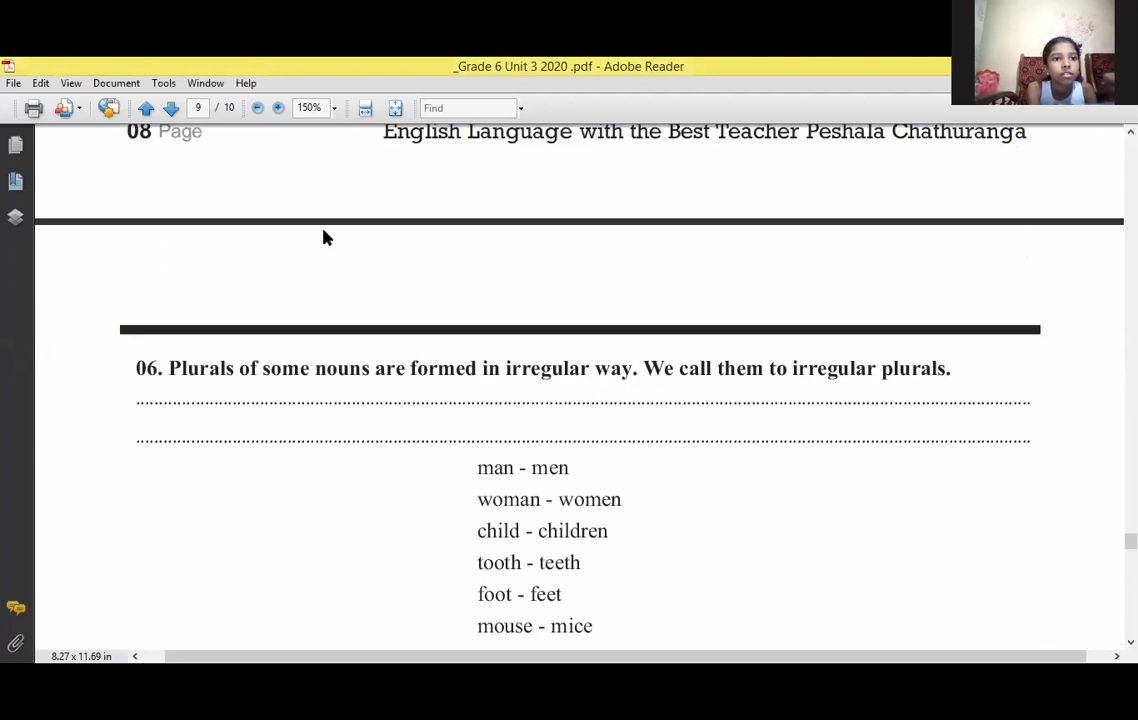 _Grade 6 Unit 3 2020 .pdf - Adobe Reader
File Edit View Document Tools Window Help
9 / 10 150% Find
08 Page English Language with the Best Teacher Peshala Chathuranga
06. Plurals of some nouns are formed in irregular way. We call them to irregular plurals.
................................................................................
................................................................................
man - men
woman - women
child - children
tooth - teeth
foot - feet
mouse - mice
8.27 x 11.69 in